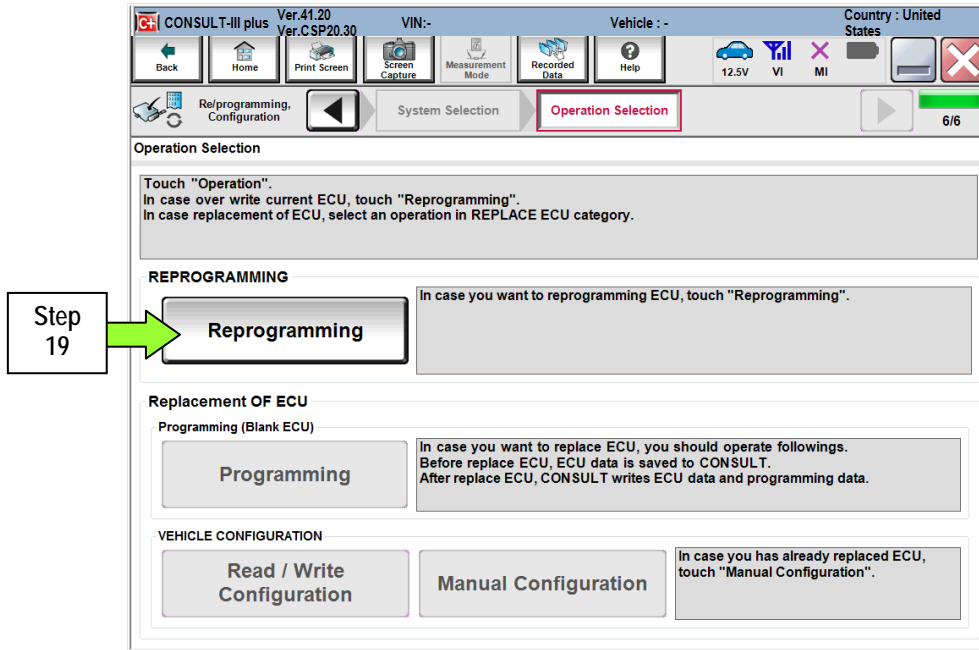 C+ CONSULT-III plus Ver.41.20 VIN:- Vehicle : - Country : United
Ver.CSP20.30 States
Back Home Print Screen Screen Capture Measurement Mode Recorded Data Help 12.5V VI MI
Re/programming, System Selection Operation Selection
Configuration 6/6
Operation Selection
Touch "Operation".
In case over write current ECU, touch "Reprogramming".
In case replacement of ECU, select an operation in REPLACE ECU category.
REPROGRAMMING
Step
19
Reprogramming
In case you want to reprogramming ECU, touch "Reprogramming".
Replacement OF ECU
Programming (Blank ECU)
Programming
In case you want to replace ECU, you should operate followings.
Before replace ECU, ECU data is saved to CONSULT.
After replace ECU, CONSULT writes ECU data and programming data.
VEHICLE CONFIGURATION
Read / Write
Configuration
Manual Configuration
In case you has already replaced ECU,
touch "Manual Configuration".